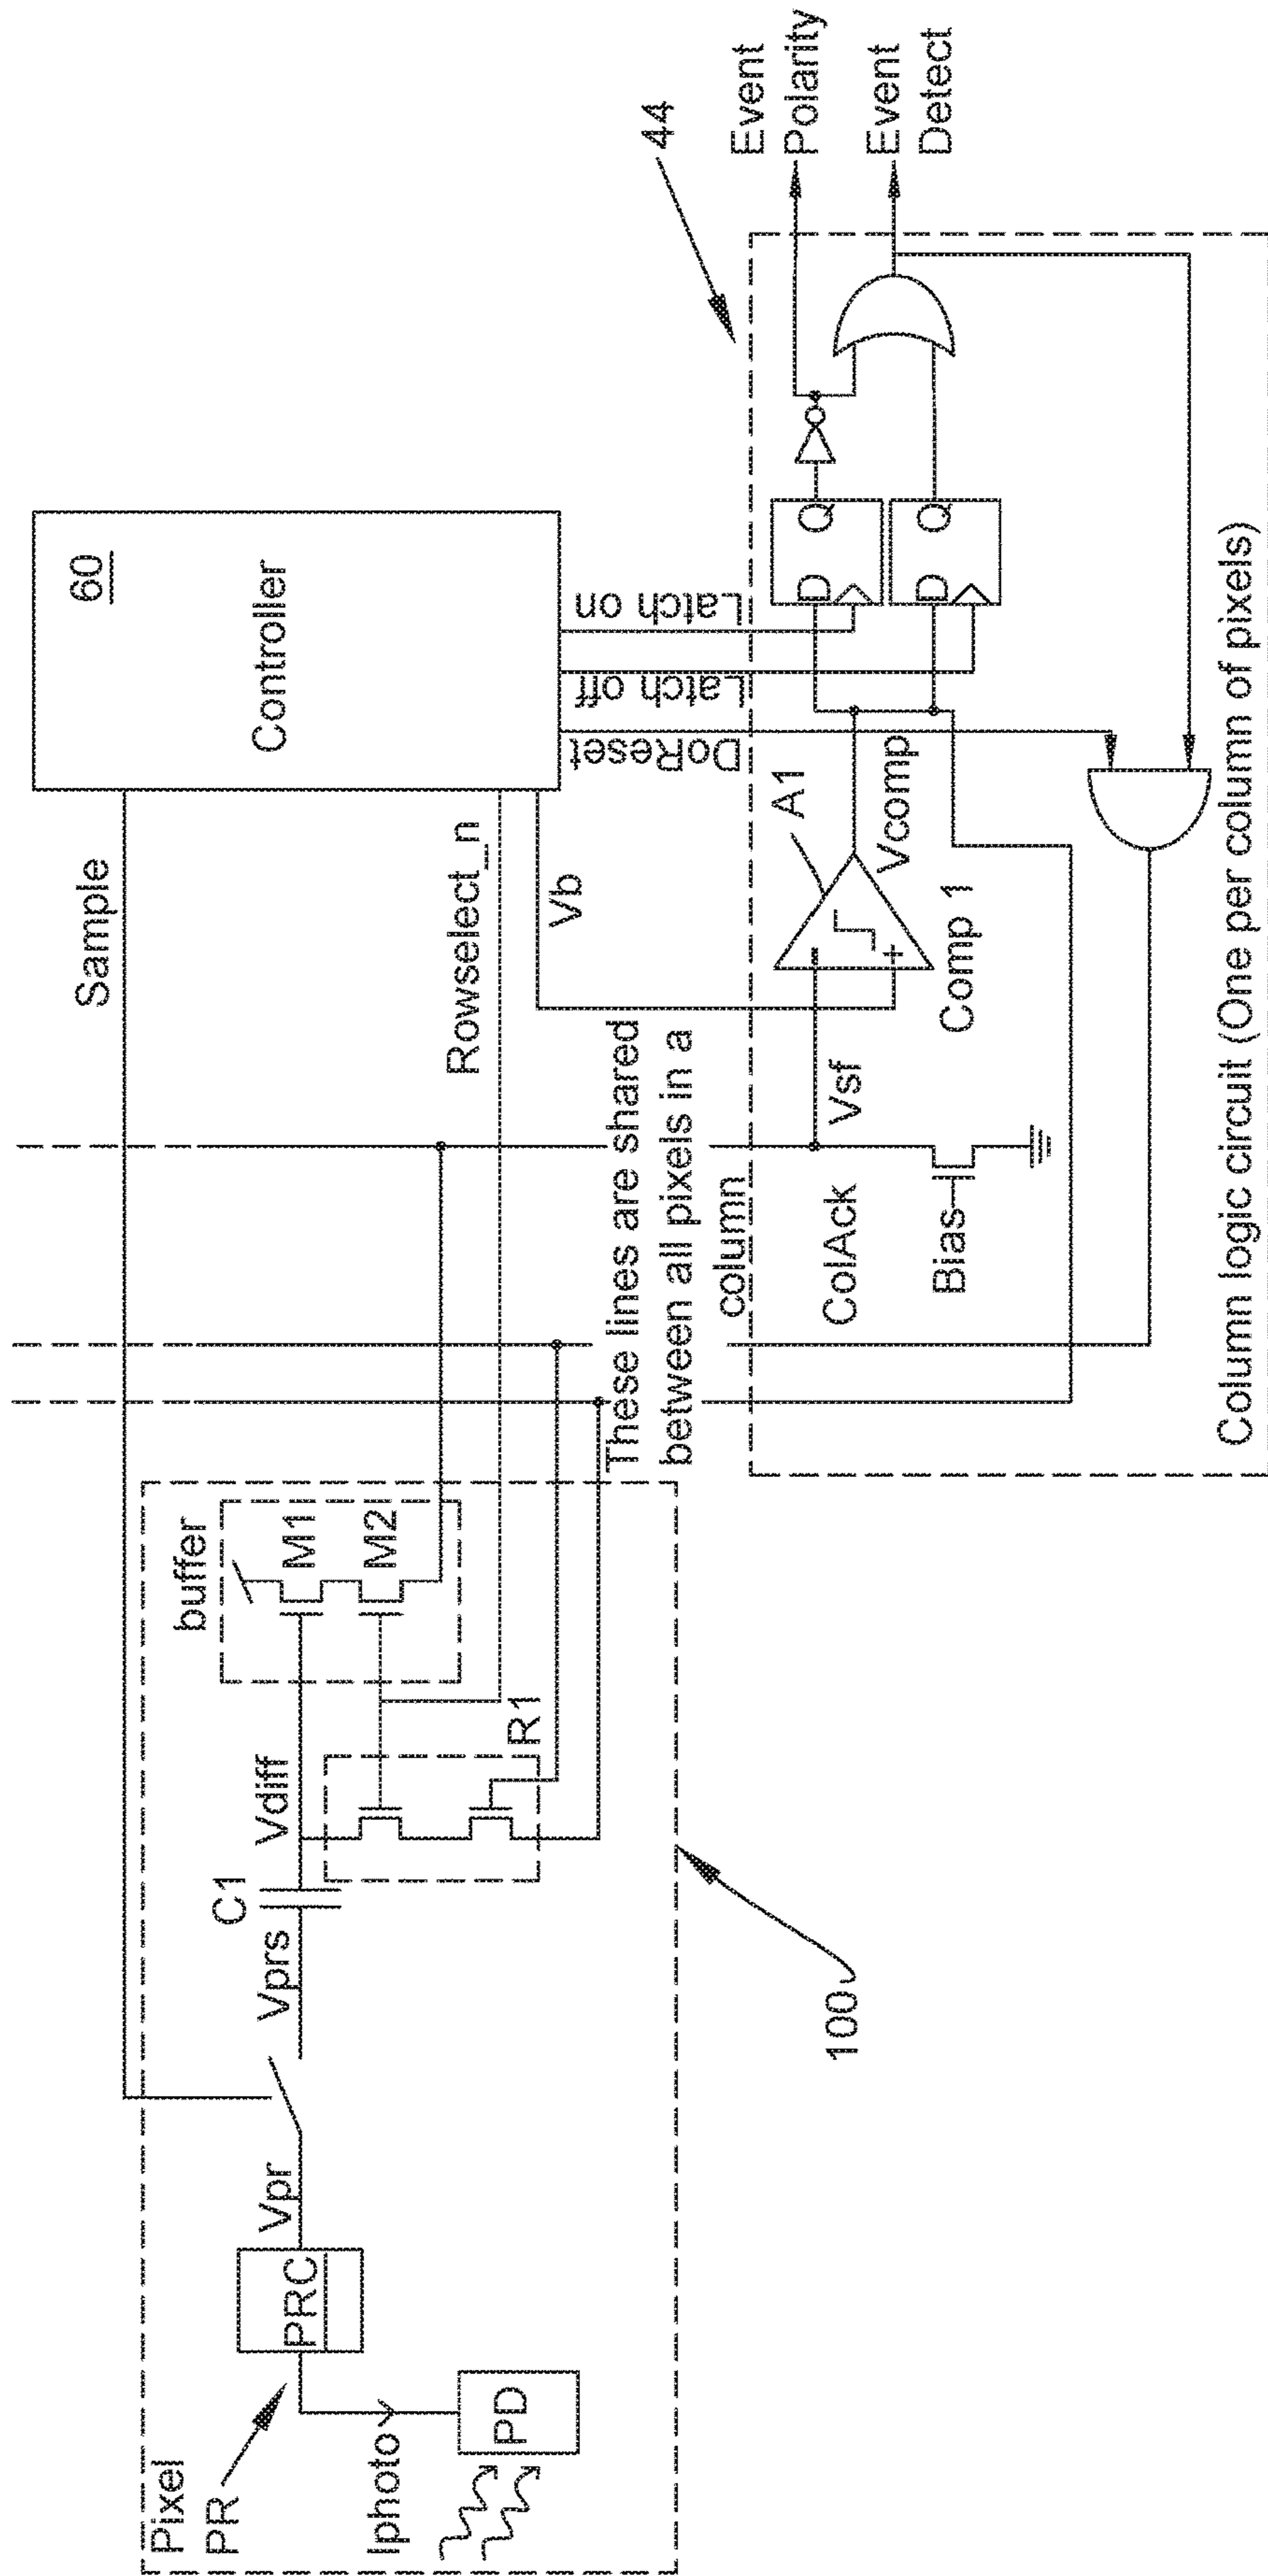 Pixel
PR
PRC
Iphoto
PD
Vpr
Vprs
C1
Vdiff
R1
buffer
M1
M2
100
Sample
Rowselect_n
Vb
60
Controller
DoReset
Latch off
Latch on
These lines are shared
between all pixels in a
column
ColAck
Bias
Vsf
Comp 1
A1
Vcomp
-
+
D
Q
D
Q
44
Event
Polarity
Event
Detect
Column logic circuit (One per column of pixels)